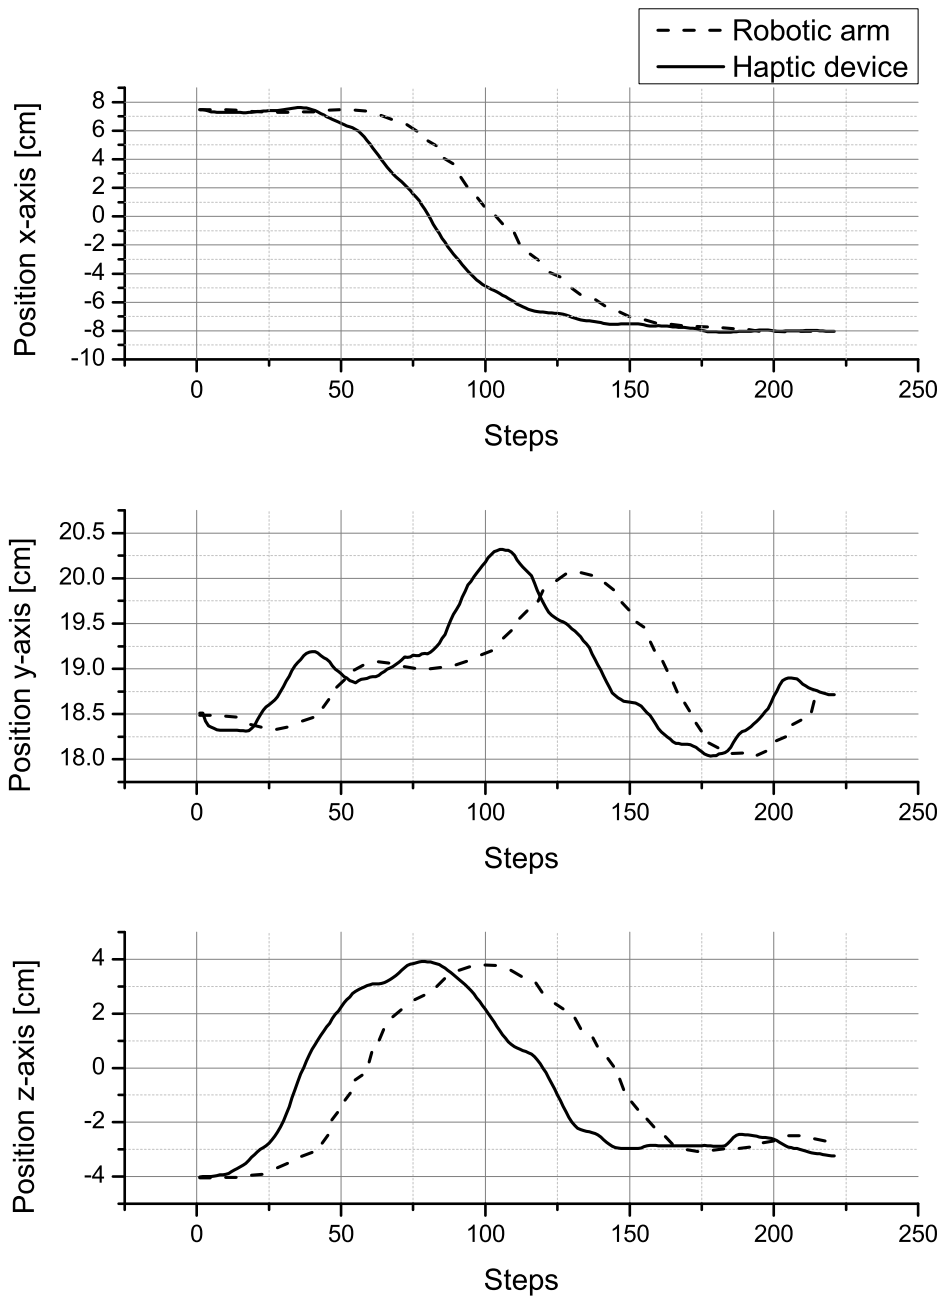 Robotic arm
Haptic device
Position x-axis [cm]
8
6
4
2
0
-2
-4
-6
-8
-10
0 50 100 150 200 250
Steps
Position y-axis [cm]
20.5
20.0
19.5
19.0
18.5
18.0
0 50 100 150 200 250
Steps
Position z-axis [cm]
4
2
0
-2
-4
0 50 100 150 200 250
Steps